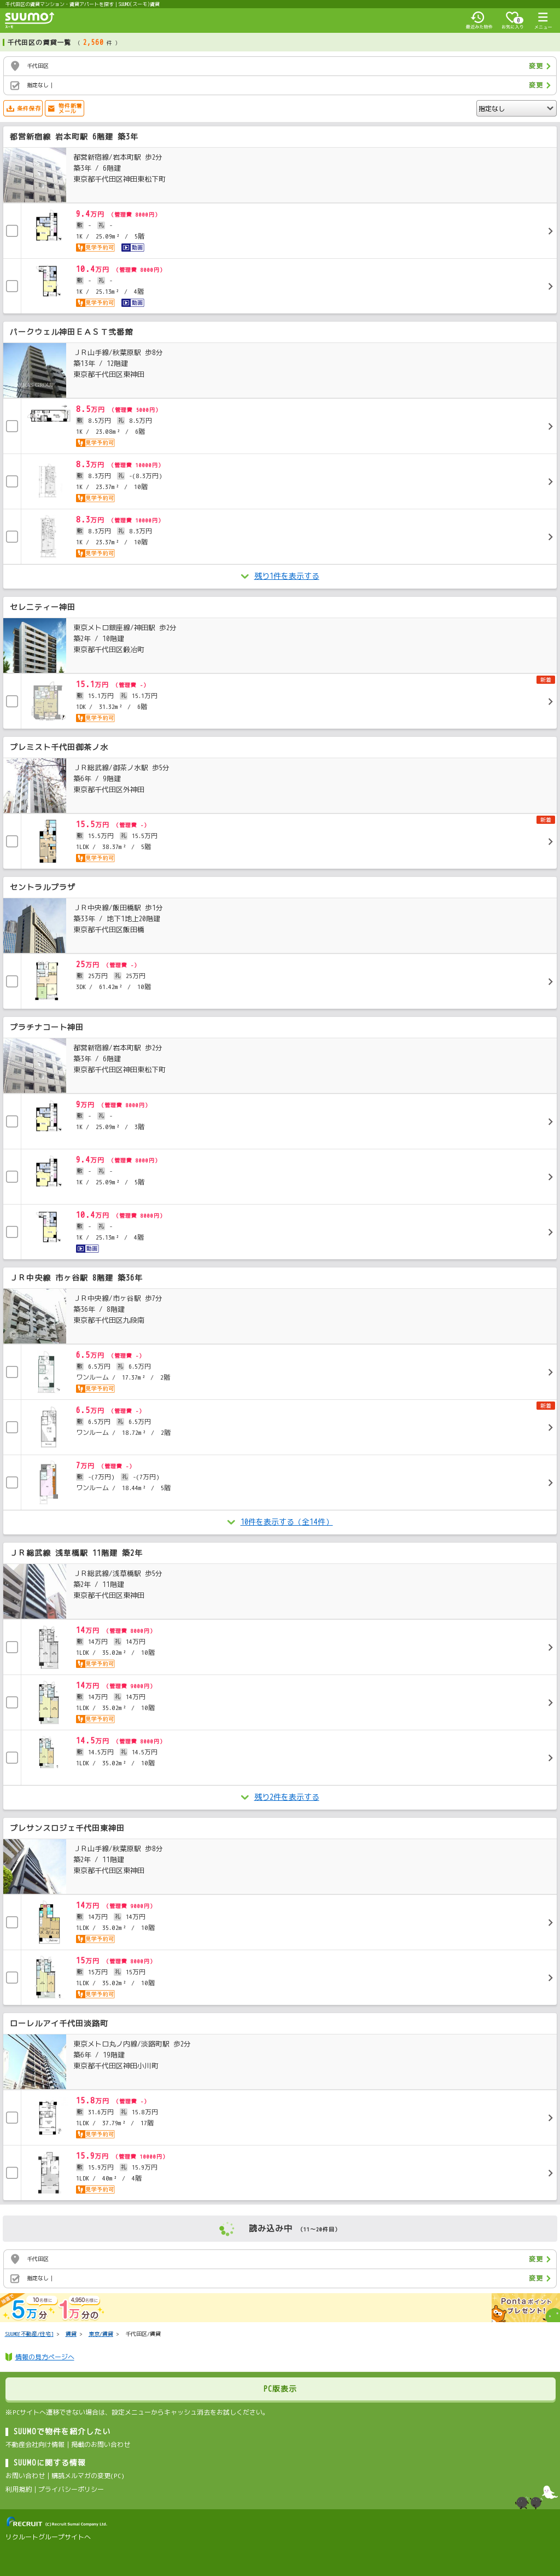 千代田区の賃貸マンション・賃貸アパートを探す｜SUUMO(スーモ)賃貸
SUUMO
スーモ
最近みた物件
お気に入り
メニュー
千代田区の賃貸一覧 （ 2,560 件 ）
千代田区 変更
指定なし｜ 変更
条件保存
物件新着メール
指定なし
都営新宿線 岩本町駅 6階建 築3年
都営新宿線/岩本町駅 歩2分
築3年 / 6階建
東京都千代田区神田東松下町
9.4万円 （管理費 8000円）
敷 - 礼 -
1K / 25.09m² / 5階
見学予約可 動画
10.4万円 （管理費 8000円）
敷 - 礼 -
1K / 25.13m² / 4階
見学予約可 動画
パークウェル神田ＥＡＳＴ弐番館
ＪＲ山手線/秋葉原駅 歩8分
築13年 / 12階建
東京都千代田区東神田
8.5万円 （管理費 5000円）
敷 8.5万円 礼 8.5万円
1K / 23.08m² / 6階
見学予約可
8.3万円 （管理費 10000円）
敷 8.3万円 礼 -(8.3万円)
1K / 23.37m² / 10階
見学予約可
8.3万円 （管理費 10000円）
敷 8.3万円 礼 8.3万円
1K / 23.37m² / 10階
見学予約可
残り1件を表示する
セレニティー神田
東京メトロ銀座線/神田駅 歩2分
築2年 / 10階建
東京都千代田区鍛冶町
新着
15.1万円 （管理費 -）
敷 15.1万円 礼 15.1万円
1DK / 31.32m² / 6階
見学予約可
プレミスト千代田御茶ノ水
ＪＲ総武線/御茶ノ水駅 歩5分
築6年 / 9階建
東京都千代田区外神田
新着
15.5万円 （管理費 -）
敷 15.5万円 礼 15.5万円
1LDK / 38.37m² / 5階
見学予約可
セントラルプラザ
ＪＲ中央線/飯田橋駅 歩1分
築33年 / 地下1地上20階建
東京都千代田区飯田橋
25万円 （管理費 -）
敷 25万円 礼 25万円
3DK / 61.42m² / 10階
プラチナコート神田
都営新宿線/岩本町駅 歩2分
築3年 / 6階建
東京都千代田区神田東松下町
9万円 （管理費 8000円）
敷 - 礼 -
1K / 25.09m² / 3階
9.4万円 （管理費 8000円）
敷 - 礼 -
1K / 25.09m² / 5階
10.4万円 （管理費 8000円）
敷 - 礼 -
1K / 25.13m² / 4階
動画
ＪＲ中央線 市ヶ谷駅 8階建 築36年
ＪＲ中央線/市ヶ谷駅 歩7分
築36年 / 8階建
東京都千代田区九段南
6.5万円 （管理費 -）
敷 6.5万円 礼 6.5万円
ワンルーム / 17.37m² / 2階
見学予約可
新着
6.5万円 （管理費 -）
敷 6.5万円 礼 6.5万円
ワンルーム / 18.72m² / 2階
7万円 （管理費 -）
敷 -(7万円) 礼 -(7万円)
ワンルーム / 18.44m² / 5階
10件を表示する（全14件）
ＪＲ総武線 浅草橋駅 11階建 築2年
ＪＲ総武線/浅草橋駅 歩5分
築2年 / 11階建
東京都千代田区東神田
14万円 （管理費 8000円）
敷 14万円 礼 14万円
1LDK / 35.02m² / 10階
見学予約可
14万円 （管理費 8000円）
敷 14万円 礼 14万円
1LDK / 35.02m² / 10階
見学予約可
14.5万円 （管理費 8000円）
敷 14.5万円 礼 14.5万円
1LDK / 35.02m² / 10階
残り2件を表示する
プレサンスロジェ千代田東神田
ＪＲ山手線/秋葉原駅 歩8分
築2年 / 11階建
東京都千代田区東神田
14万円 （管理費 9000円）
敷 14万円 礼 14万円
1LDK / 35.02m² / 10階
見学予約可
15万円 （管理費 8000円）
敷 15万円 礼 15万円
1LDK / 35.02m² / 10階
見学予約可
ローレルアイ千代田淡路町
東京メトロ丸ノ内線/淡路町駅 歩2分
築6年 / 19階建
東京都千代田区神田小川町
15.8万円 （管理費 -）
敷 31.6万円 礼 15.8万円
1LDK / 37.79m² / 17階
見学予約可
15.9万円 （管理費 10000円）
敷 15.9万円 礼 15.9万円
1LDK / 40m² / 4階
見学予約可
読み込み中 （11～20件目）
千代田区 変更
指定なし｜ 変更
10名様に 5万分
4,950名様に 1万分の
Pontaポイントプレゼント!
SUUMO[不動産/住宅] > 賃貸 > 東京/賃貸 > 千代田区/賃貸
情報の見方ページへ
PC版表示
※PCサイトへ遷移できない場合は、設定メニューからキャッシュ消去をお試しください。
SUUMOで物件を紹介したい
不動産会社向け情報｜掲載のお問い合わせ
SUUMOに関する情報
お問い合わせ｜購読メルマガの変更(PC)
利用規約｜プライバシーポリシー
RECRUIT (C)Recruit Sumai Company Ltd.
リクルートグループサイトへ